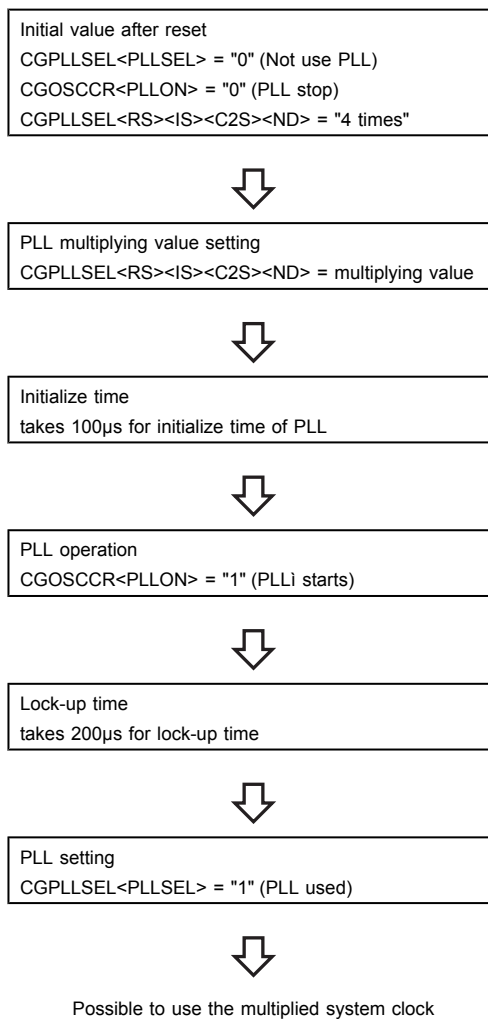 Initial value after reset
CGPLLSEL<PLLSEL> = "0" (Not use PLL)
CGOSCCR<PLLON> = "0" (PLL stop)
CGPLLSEL<RS><IS><C2S><ND> = "4 times"
PLL multiplying value setting
CGPLLSEL<RS><IS><C2S><ND> = multiplying value
Initialize time
takes 100μs for initialize time of PLL
PLL operation
CGOSCCR<PLLON> = "1" (PLLì starts)
Lock-up time
takes 200μs for lock-up time
PLL setting
CGPLLSEL<PLLSEL> = "1" (PLL used)
Possible to use the multiplied system clock